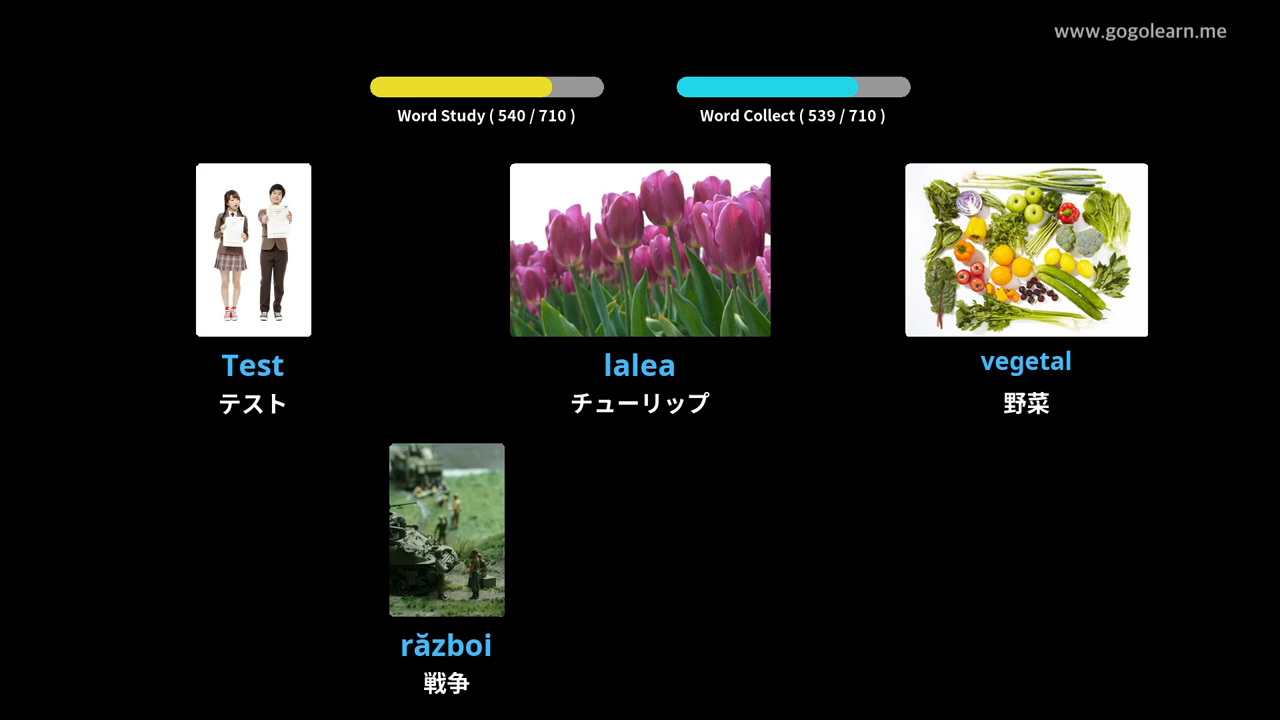 www.gogolearn.me
Word Study ( 540 / 710 )
Word Collect ( 539 / 710 )
Test
テスト
lalea
チューリップ
vegetal
野菜
război
戦争